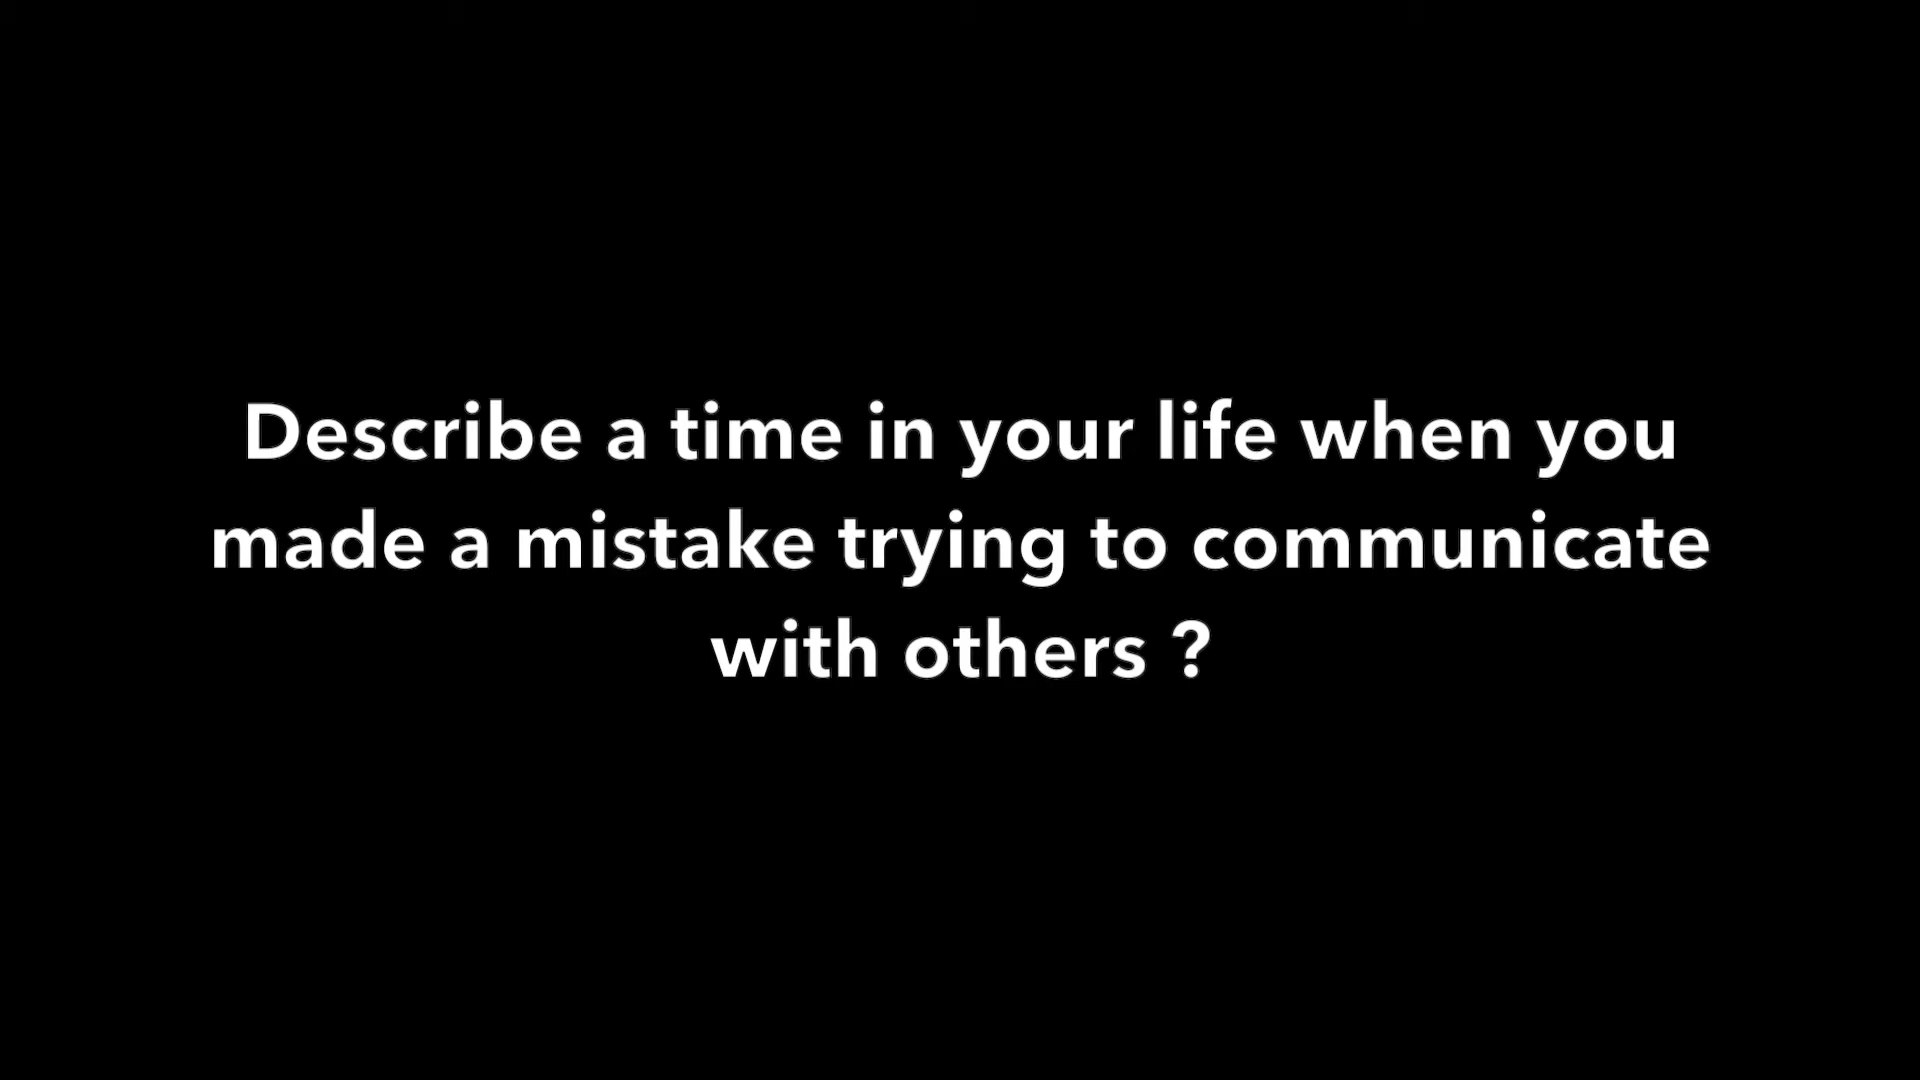 Describe a time in your life when you
made a mistake trying to communicate
with others ?